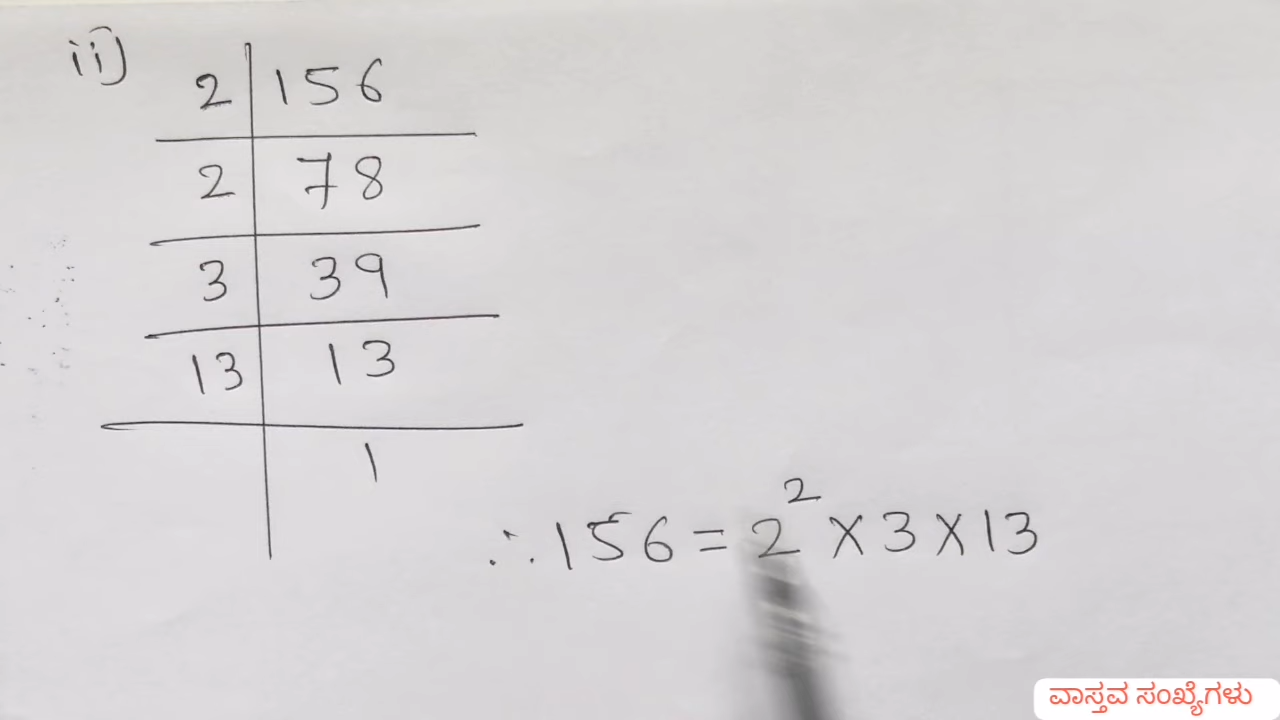 ii)
2 | 156
2 | 78
3 | 39
13 | 13
1
∴ 156 = 2² × 3 × 13
ವಾಸ್ತವ ಸಂಖ್ಯೆಗಳು